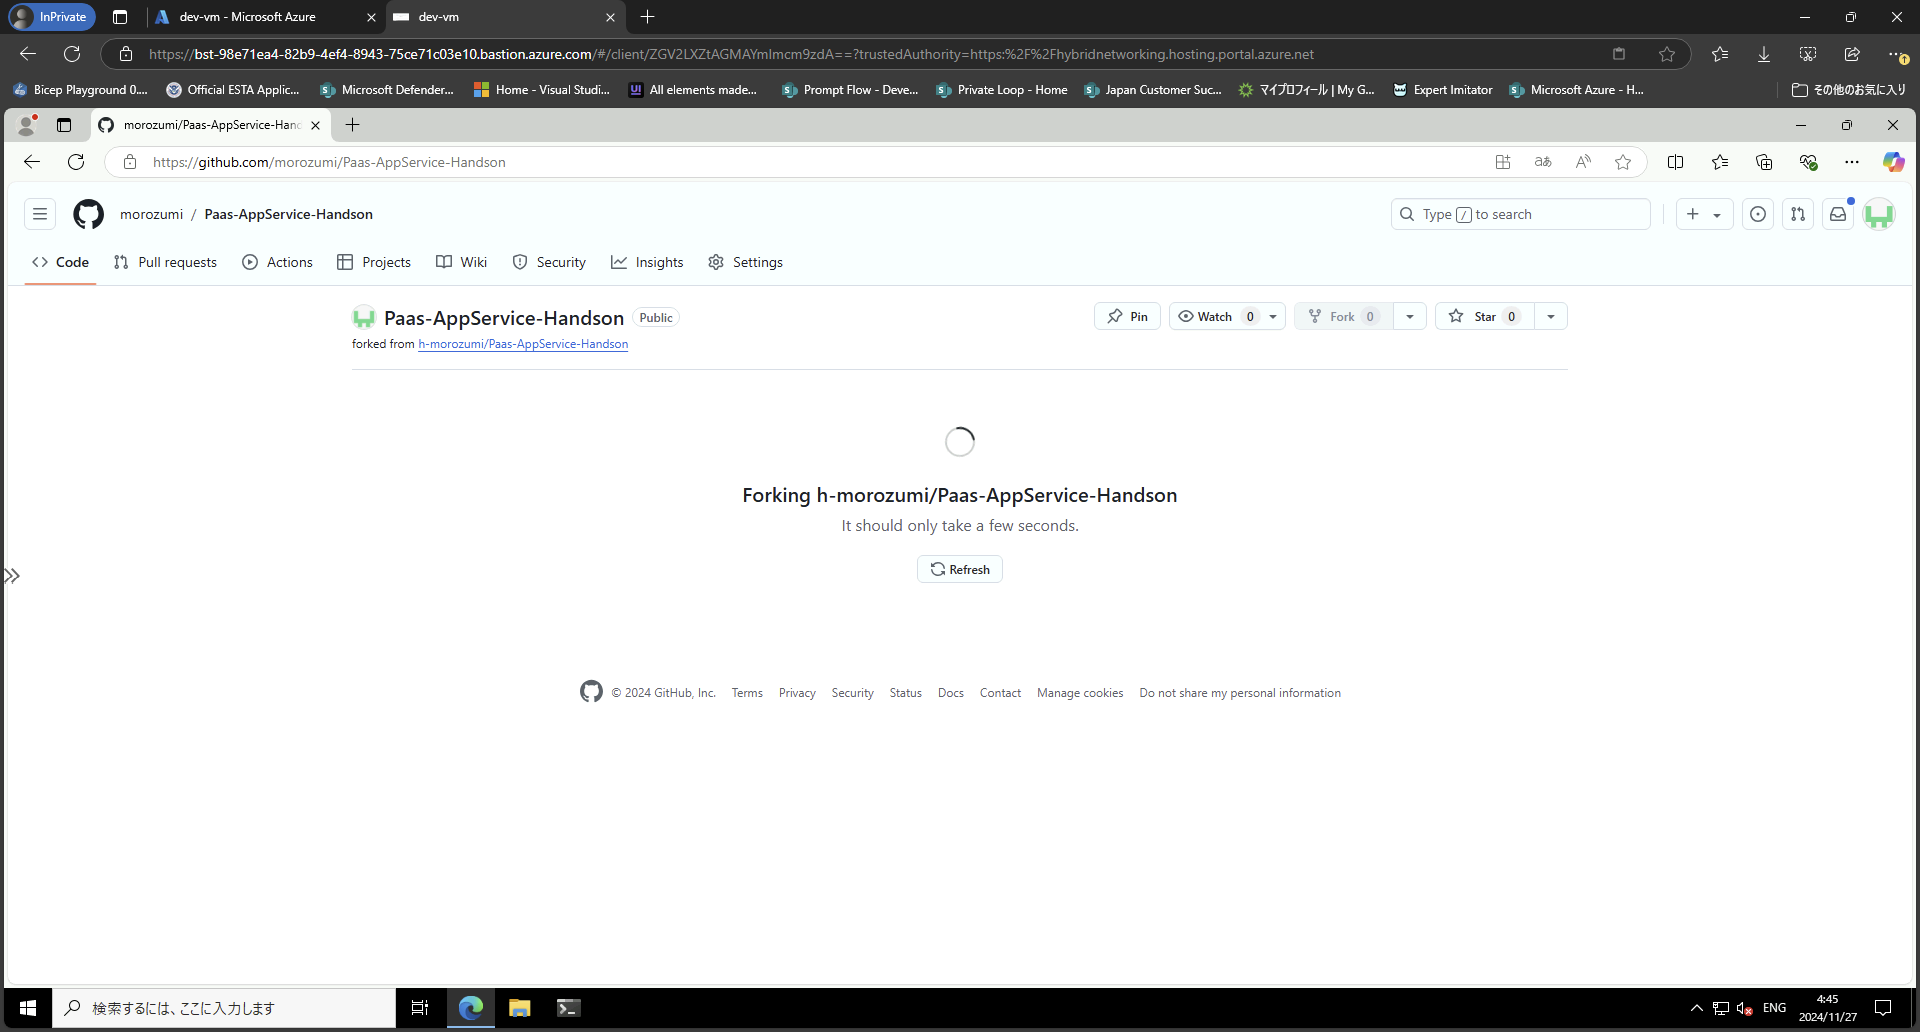 InPrivate
dev-vm - Microsoft Azure
dev-vm
https://bst-98e71ea4-82b9-4ef4-8943-75ce71c03e10.bastion.azure.com/#/client/ZGV2LXZtAGMAYmlmcm9zdA==?trustedAuthority=https:%2F%2Fhybridnetworking.hosting.portal.azure.net
Bicep Playground 0....
Official ESTA Applic...
Microsoft Defender...
Home - Visual Studi...
All elements made...
Prompt Flow - Deve...
Private Loop - Home
Japan Customer Suc...
マイプロフィール | My G...
Expert Imitator
Microsoft Azure - H...
その他のお気に入り
morozumi/Paas-AppService-Hand
https://github.com/morozumi/Paas-AppService-Handson
morozumi / Paas-AppService-Handson
Type / to search
Code
Pull requests
Actions
Projects
Wiki
Security
Insights
Settings
Paas-AppService-Handson Public
Pin
Watch 0
Fork 0
Star 0
forked from h-morozumi/Paas-AppService-Handson
Forking h-morozumi/Paas-AppService-Handson
It should only take a few seconds.
Refresh
© 2024 GitHub, Inc. Terms Privacy Security Status Docs Contact Manage cookies Do not share my personal information
検索するには、ここに入力します
ENG
4:45
2024/11/27